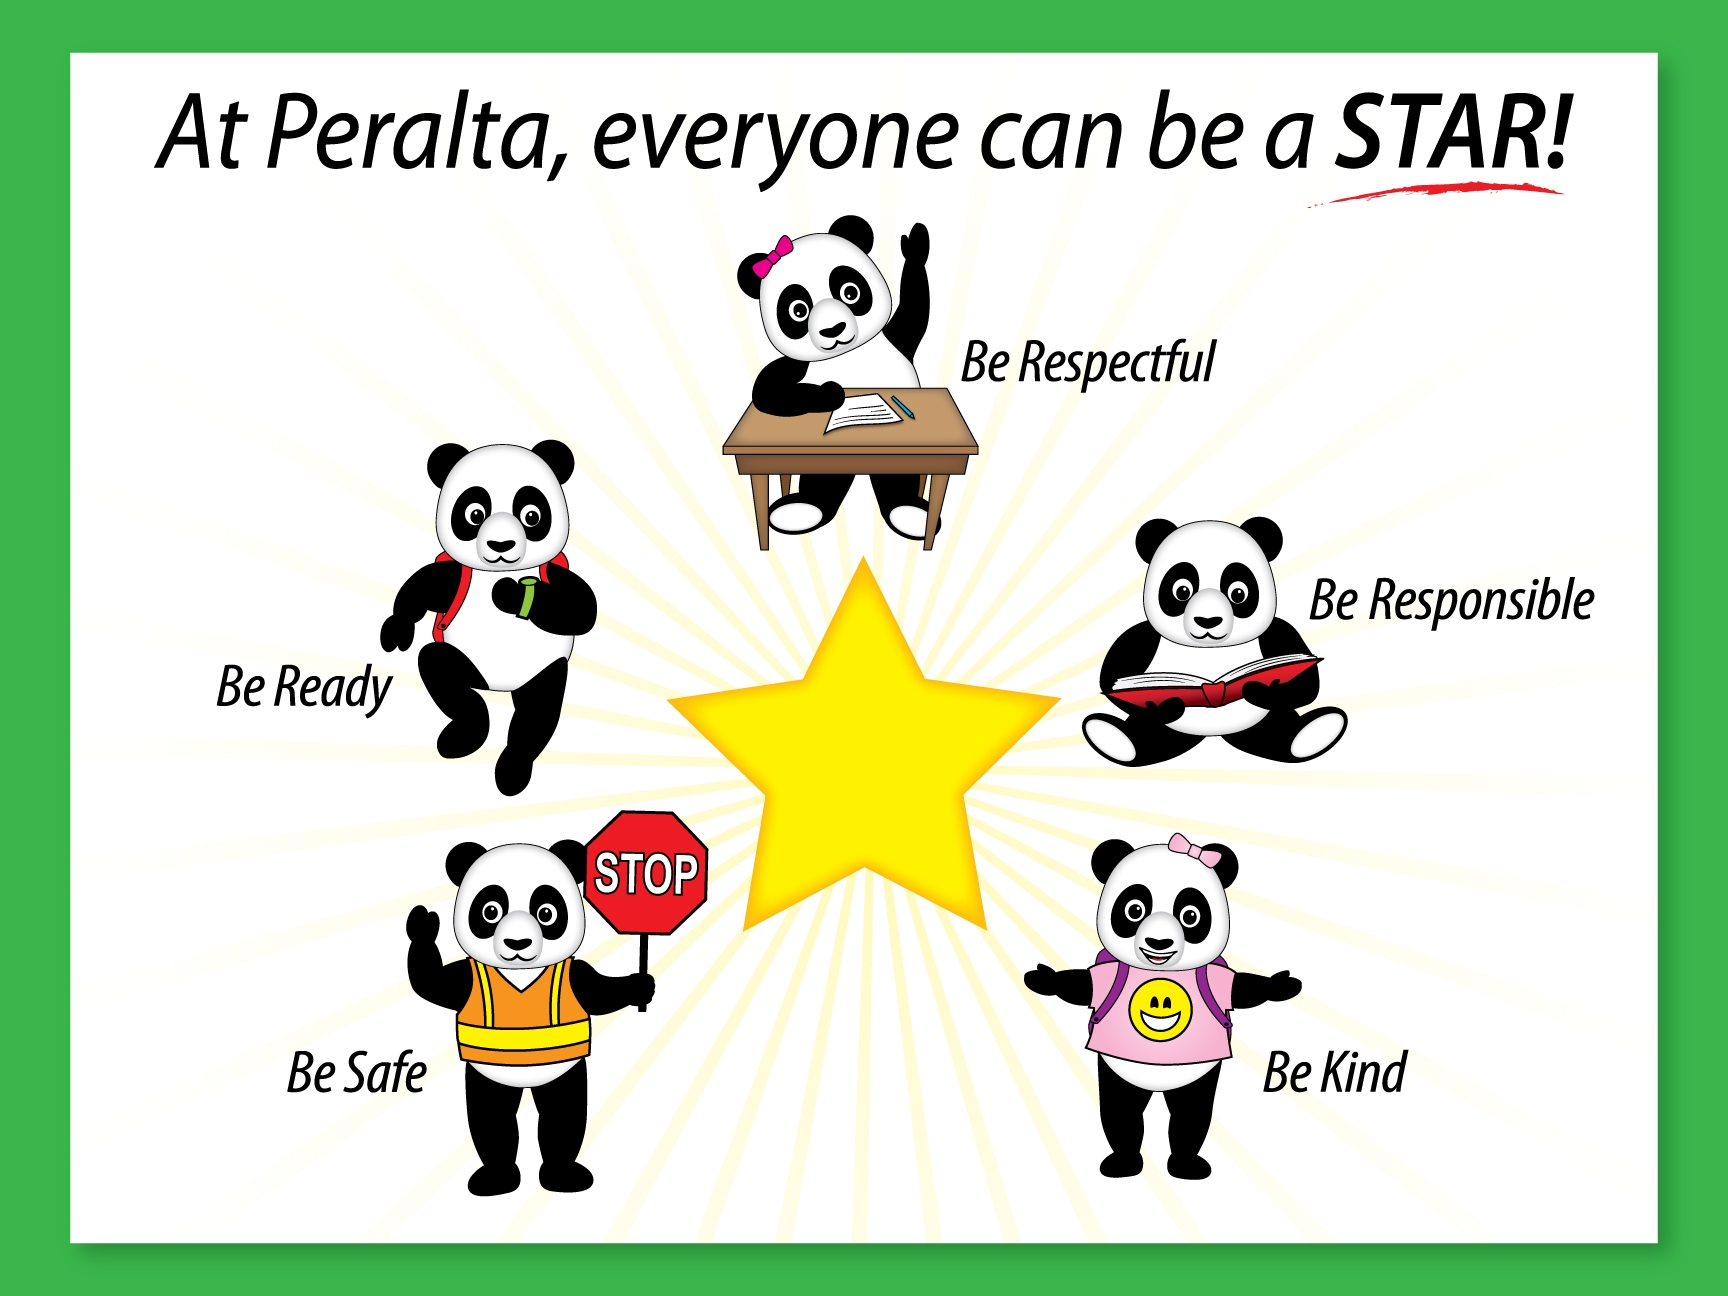 At Peralta, everyone can be a STAR!
Be Respectful
Be Responsible
Be Ready
STOP
Be Safe
Be Kind